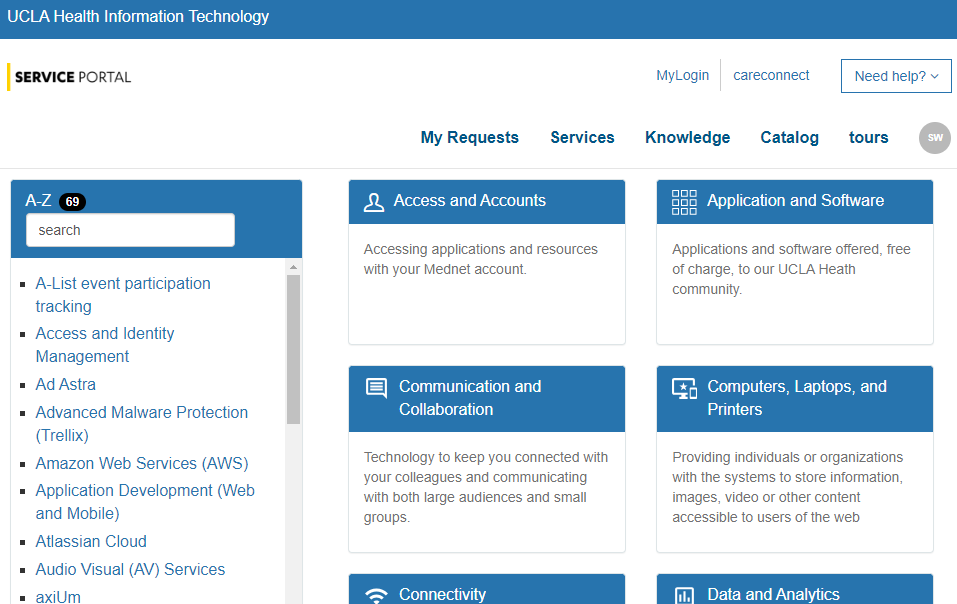 UCLA Health Information Technology
SERVICE PORTAL
MyLogin
careconnect
Need help?
My Requests
Services
Knowledge
Catalog
tours
SW
A-Z 69
search
A-List event participation
tracking
Access and Identity
Management
Ad Astra
Advanced Malware Protection
(Trellix)
Amazon Web Services (AWS)
Application Development (Web
and Mobile)
Atlassian Cloud
Audio Visual (AV) Services
axiUm
Access and Accounts
Accessing applications and resources
with your Mednet account.
Application and Software
Applications and software offered, free
of charge, to our UCLA Heath
community.
Communication and
Collaboration
Technology to keep you connected with
your colleagues and communicating
with both large audiences and small
groups.
Computers, Laptops, and
Printers
Providing individuals or organizations
with the systems to store information,
images, video or other content
accessible to users of the web
Connectivity
Data and Analytics